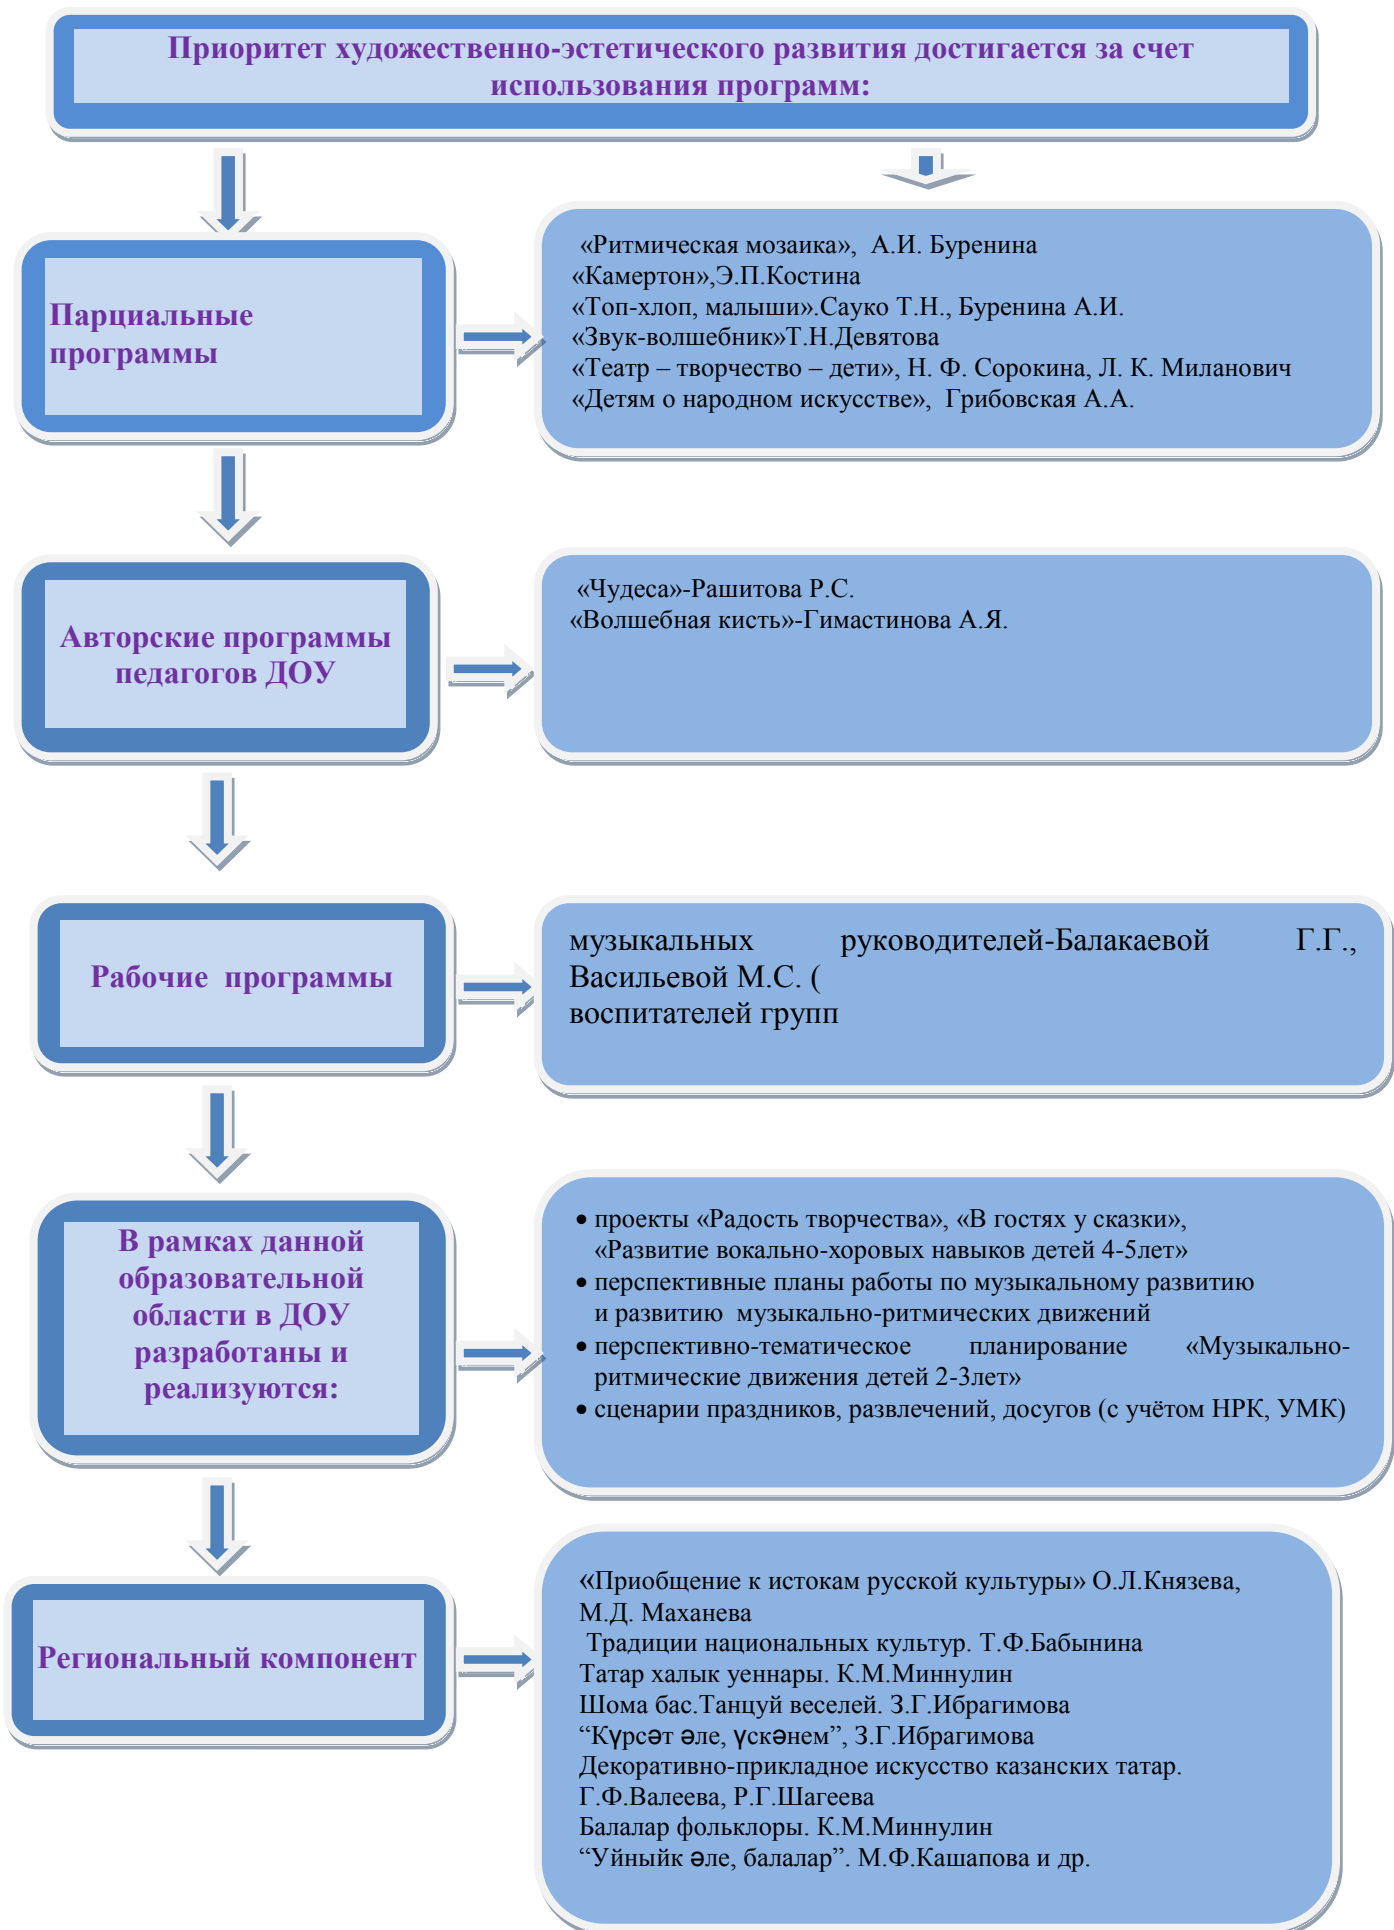 Приоритет художественно-эстетического развития достигается за счет
использования программ:
Парциальные
программы
«Ритмическая мозаика», А.И. Буренина
«Камертон»,Э.П.Костина
«Топ-хлоп, малыши».Сауко Т.Н., Буренина А.И.
«Звук-волшебник»Т.Н.Девятова
«Театр – творчество – дети», Н. Ф. Сорокина, Л. К. Миланович
«Детям о народном искусстве», Грибовская А.А.
Авторские программы
педагогов ДОУ
«Чудеса»-Рашитова Р.С.
«Волшебная кисть»-Гимастинова А.Я.
Рабочие программы
музыкальных руководителей-Балакаевой Г.Г.,
Васильевой М.С. (
воспитателей групп
В рамках данной
образовательной
области в ДОУ
разработаны и
реализуются:
• проекты «Радость творчества», «В гостях у сказки»,
«Развитие вокально-хоровых навыков детей 4-5лет»
• перспективные планы работы по музыкальному развитию
и развитию музыкально-ритмических движений
• перспективно-тематическое планирование «Музыкально-
ритмические движения детей 2-3лет»
• сценарии праздников, развлечений, досугов (с учётом НРК, УМК)
Региональный компонент
«Приобщение к истокам русской культуры» О.Л.Князева,
М.Д. Маханева
Традиции национальных культур. Т.Ф.Бабынина
Татар халык уеннары. К.М.Миннулин
Шома бас.Танцуй веселей. З.Г.Ибрагимова
“Күрсәт әле, үскәнем”, З.Г.Ибрагимова
Декоративно-прикладное искусство казанских татар.
Г.Ф.Валеева, Р.Г.Шагеева
Балалар фольклоры. К.М.Миннулин
“Уйныйк әле, балалар”. М.Ф.Кашапова и др.